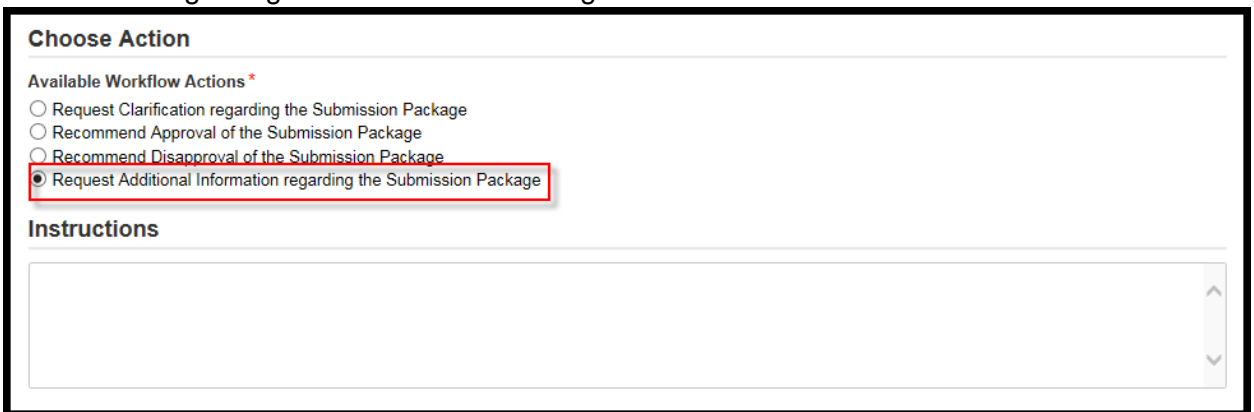 Choose Action
Available Workflow Actions*
Request Clarification regarding the Submission Package
Recommend Approval of the Submission Package
Recommend Disapproval of the Submission Package
Request Additional Information regarding the Submission Package
Instructions